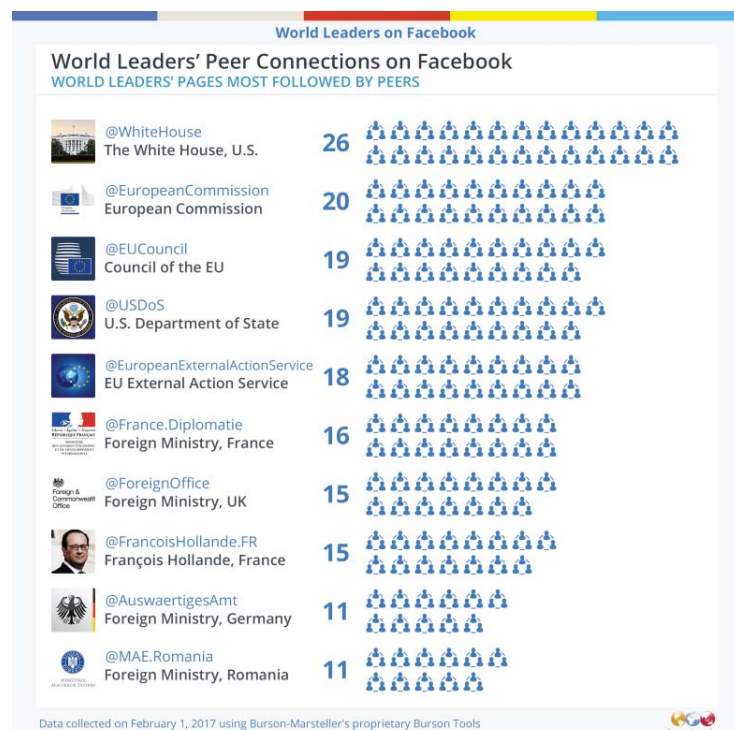 World Leaders on Facebook
World Leaders’ Peer Connections on Facebook
WORLD LEADERS’ PAGES MOST FOLLOWED BY PEERS
@WhiteHouse
The White House, U.S.
26
@EuropeanCommission
European Commission
20
@EUCouncil
Council of the EU
19
@USDoS
U.S. Department of State
19
@EuropeanExternalActionService
EU External Action Service
18
@France.Diplomatie
Foreign Ministry, France
16
Foreign &
Commonwealth
Office
@ForeignOffice
Foreign Ministry, UK
15
@FrancoisHollande.FR
François Hollande, France
15
@AuswaertigesAmt
Foreign Ministry, Germany
11
@MAE.Romania
Foreign Ministry, Romania
11
Data collected on February 1, 2017 using Burson-Marsteller's proprietary Burson Tools